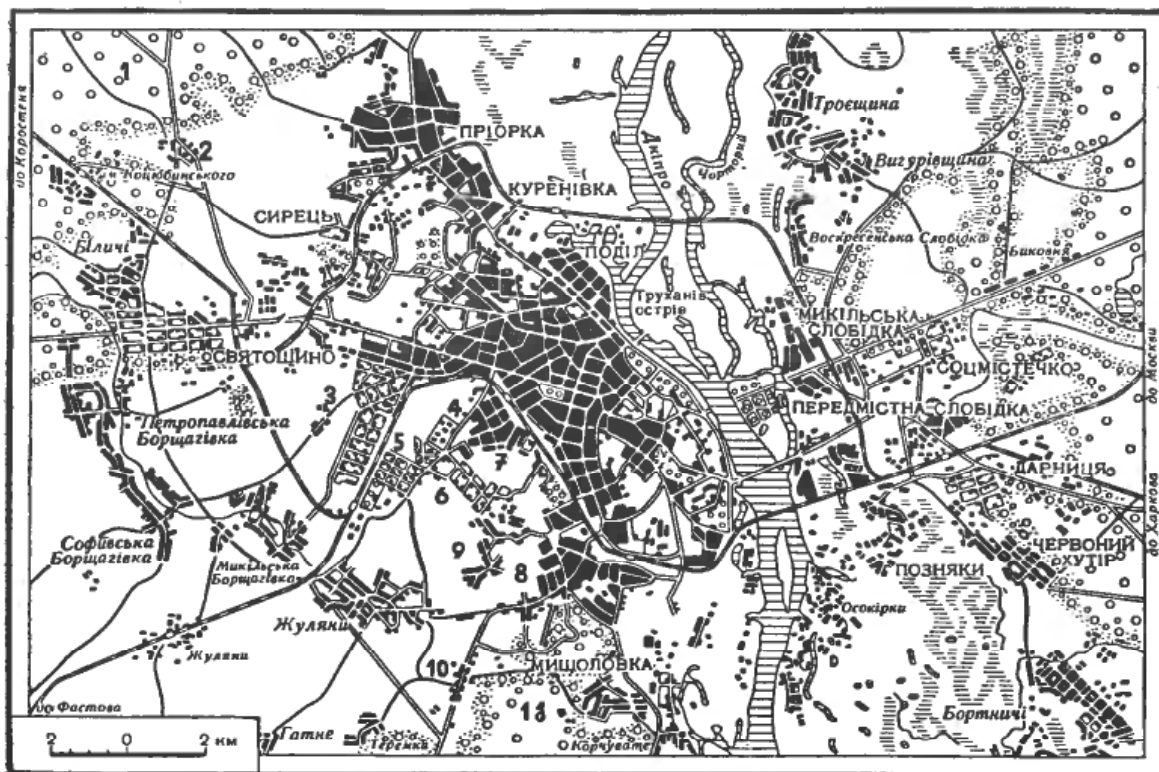 1
Троєщина
до Коростеня
2
Коцюбинського
ПРІОРКА
Дніпро
Чорторий
Вигурівщина
КУРЕНІВКА
СИРЕЦЬ
Біличі
ПОДІЛ
Воскресенська Слобідка
Биковня
Труханів
острів
МИКІЛЬСЬКА
СЛОБІДКА
СВЯТОШИНО
СОЦМІСТЕЧКО
до Москви
3
4
Петропавлівська
Борщагівка
ПЕРЕДМІСТНА СЛОБІДКА
5
7
6
ДАРНИЦЯ
до Харкова
Софіївська
Борщагівка
Микільська
Борщагівка
9
8
ЧЕРВОНИЙ
ХУТІР
ПОЗНЯКИ
Осокірки
Жуляни
Жуляни
10
МИШОЛОВКА
до Фастова
Гатне
Теремки
Корчувате
Бортничі
2 0 2 км